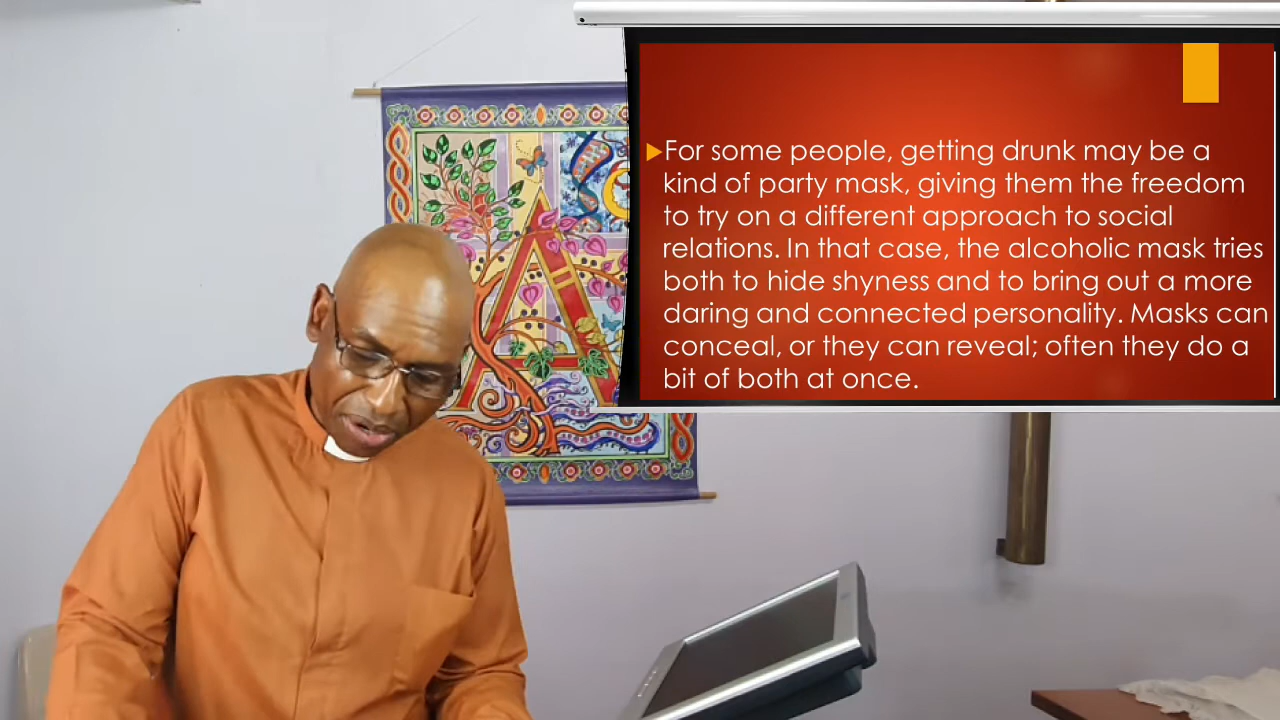 For some people, getting drunk may be a
kind of party mask, giving them the freedom
to try on a different approach to social
relations. In that case, the alcoholic mask tries
both to hide shyness and to bring out a more
daring and connected personality. Masks can
conceal, or they can reveal; often they do a
bit of both at once.